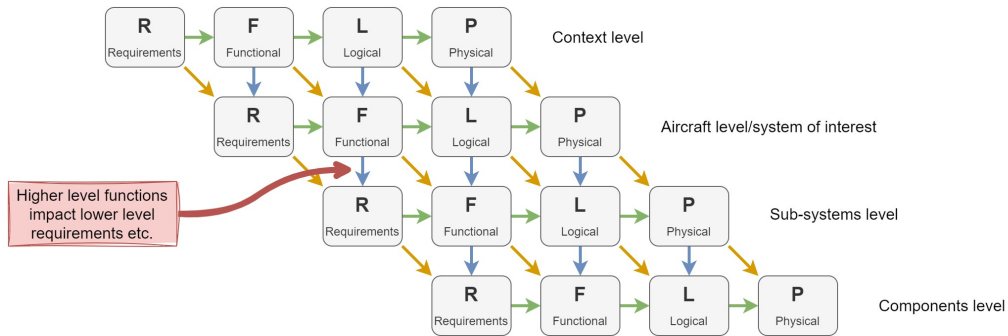 R F L P
Requirements Functional Logical Physical
Context level
R F L P
Requirements Functional Logical Physical
Aircraft level/system of interest
Higher level functions
impact lower level
requirements etc.
R F L P
Requirements Functional Logical Physical
Sub-systems level
R F L P
Requirements Functional Logical Physical
Components level